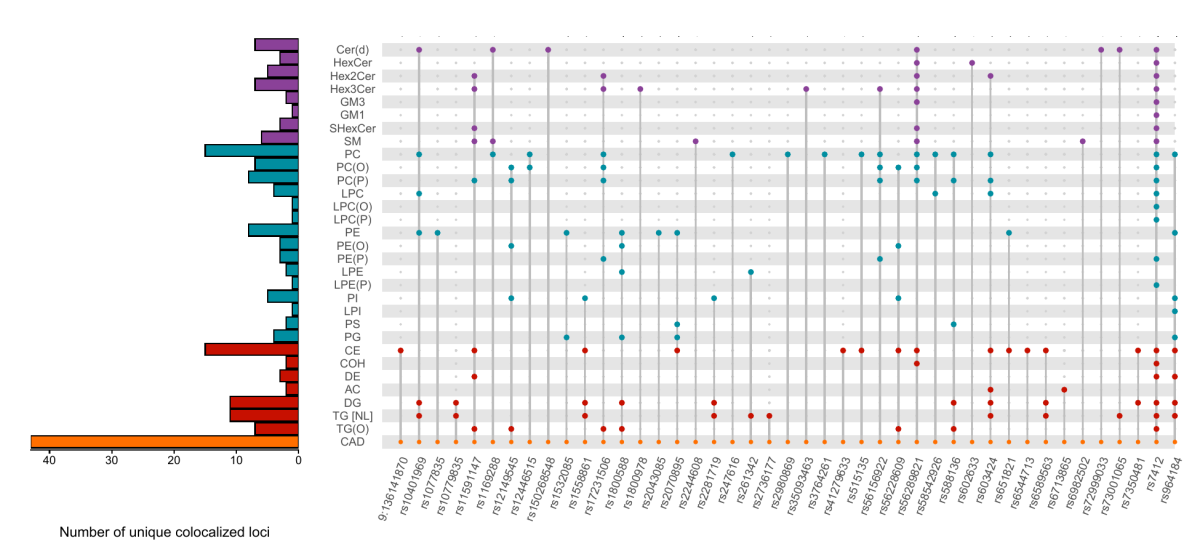 Cer(d)
HexCer
Hex2Cer
Hex3Cer
GM3
GM1
SHexCer
SM
PC
PC(O)
PC(P)
LPC
LPC(O)
LPC(P)
PE
PE(O)
PE(P)
LPE
LPE(P)
PI
LPI
PS
PG
CE
COH
DE
AC
DG
TG [NL]
TG(O)
CAD
40 30 20 10 0
Number of unique colocalized loci
9:136141870
rs10401969
rs1077835
rs10779835
rs11591147
rs1169288
rs12149545
rs12446515
rs150268548
rs1532085
rs1558861
rs17231506
rs1800588
rs1800978
rs2043085
rs2070895
rs2244608
rs2281719
rs247616
rs261342
rs2736177
rs2980869
rs35093463
rs3764261
rs41279633
rs515135
rs56156922
rs56228609
rs56289821
rs58542926
rs588136
rs602633
rs603424
rs651821
rs6544713
rs6589563
rs6713865
rs6982502
rs72999033
rs73001065
rs7350481
rs7412
rs964184